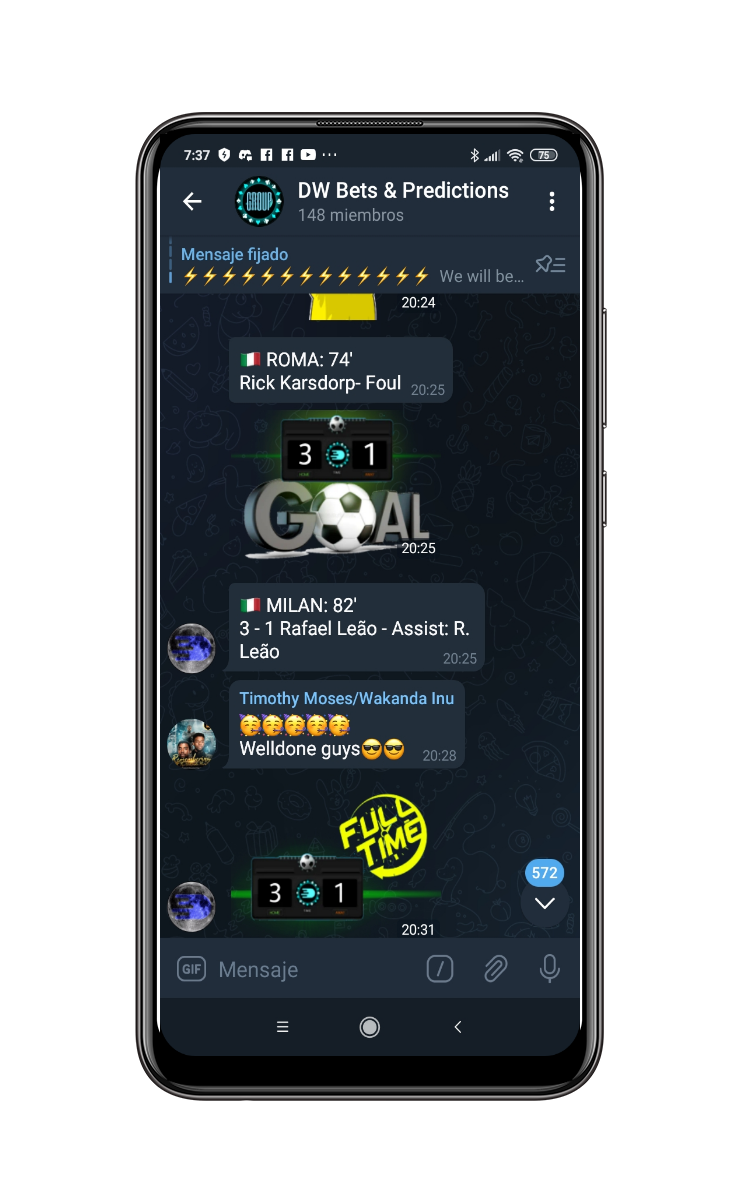 7:37
75
GROUP
DW Bets & Predictions
148 miembros
Mensaje fijado
⚡⚡⚡⚡⚡⚡⚡⚡⚡⚡⚡⚡⚡ We will be…
20:24
🇮🇹 ROMA: 74'
Rick Karsdorp- Foul 20:25
3 1
GOAL
20:25
🇮🇹 MILAN: 82'
3 - 1 Rafael Leão - Assist: R.
Leão
20:25
Timothy Moses/Wakanda Inu
🥳🥳🥳🥳🥳
Welldone guys😎😎 20:28
FULL
TIME
3 1
572
20:31
GIF Mensaje